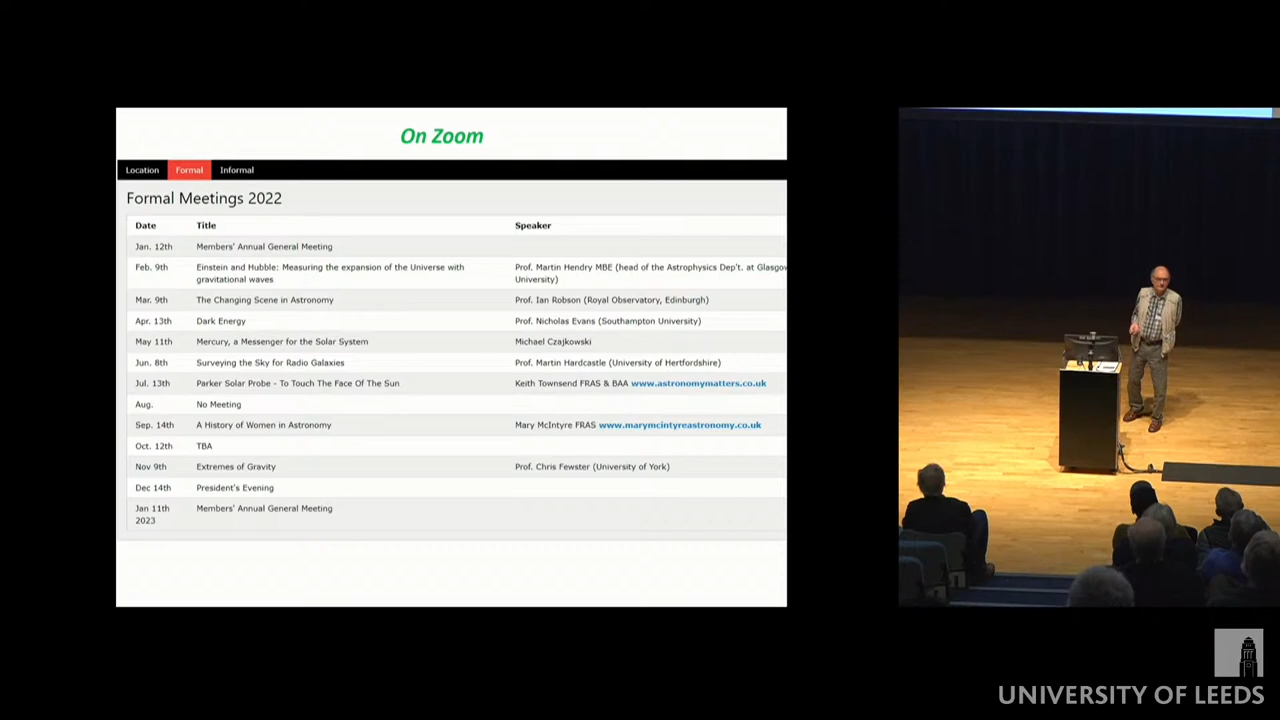 On Zoom
Location Formal Informal
Formal Meetings 2022
Date Title Speaker
Jan. 12th Members' Annual General Meeting
Feb. 9th Einstein and Hubble: Measuring the expansion of the Universe with Prof. Martin Hendry MBE (head of the Astrophysics Dep't. at Glasgow
gravitational waves University)
Mar. 9th The Changing Scene in Astronomy Prof. Ian Robson (Royal Observatory, Edinburgh)
Apr. 13th Dark Energy Prof. Nicholas Evans (Southampton University)
May 11th Mercury, a Messenger for the Solar System Michael Czajkowski
Jun. 8th Surveying the Sky for Radio Galaxies Prof. Martin Hardcastle (University of Hertfordshire)
Jul. 13th Parker Solar Probe - To Touch The Face Of The Sun Keith Townsend FRAS & BAA www.astronomymatters.co.uk
Aug. No Meeting
Sep. 14th A History of Women in Astronomy Mary McIntyre FRAS www.marymcintyreastronomy.co.uk
Oct. 12th TBA
Nov 9th Extremes of Gravity Prof. Chris Fewster (University of York)
Dec 14th President's Evening
Jan 11th Members' Annual General Meeting
2023
UNIVERSITY OF LEEDS